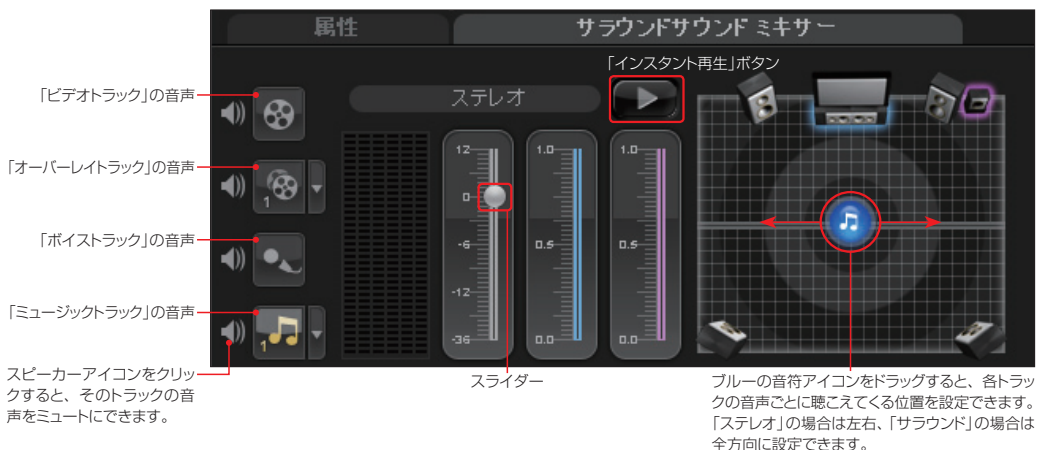 属性
サラウンドサウンド ミキサー
「インスタント再生」ボタン
「ビデオトラック」の音声
ステレオ
「オーバーレイトラック」の音声
1
「ボイストラック」の音声
「ミュージックトラック」の音声
1
12
0
-6
-12
-36
1.0
0.5
0.0
1.0
0.5
0.0
スピーカーアイコンをクリッ
クすると、そのトラックの音
声をミュートにできます。
スライダー
ブルーの音符アイコンをドラッグすると、各トラッ
クの音声ごとに聴こえてくる位置を設定できます。
「ステレオ」の場合は左右、「サラウンド」の場合は
全方向に設定できます。